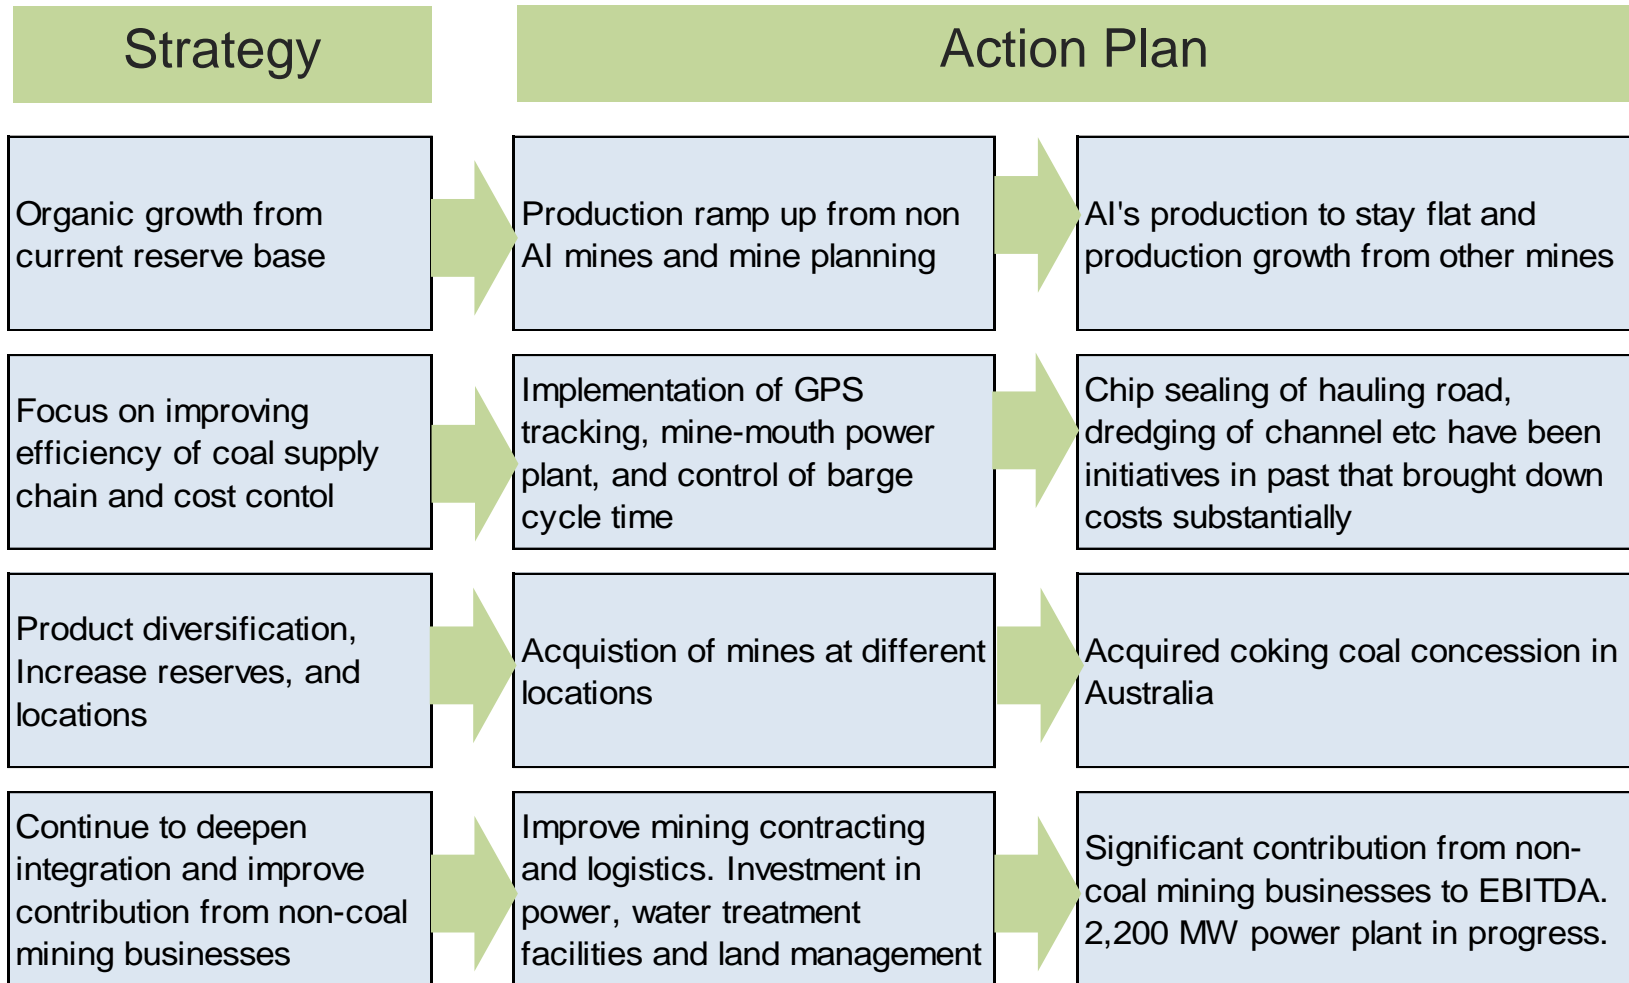 Strategy
Action Plan
Organic growth from
current reserve base
Production ramp up from non
AI mines and mine planning
AI's production to stay flat and
production growth from other mines
Focus on improving
efficiency of coal supply
chain and cost contol
Implementation of GPS
tracking, mine-mouth power
plant, and control of barge
cycle time
Chip sealing of hauling road,
dredging of channel etc have been
initiatives in past that brought down
costs substantially
Product diversification,
Increase reserves, and
locations
Acquistion of mines at different
locations
Acquired coking coal concession in
Australia
Continue to deepen
integration and improve
contribution from non-coal
mining businesses
Improve mining contracting
and logistics. Investment in
power, water treatment
facilities and land management
Significant contribution from non-
coal mining businesses to EBITDA.
2,200 MW power plant in progress.